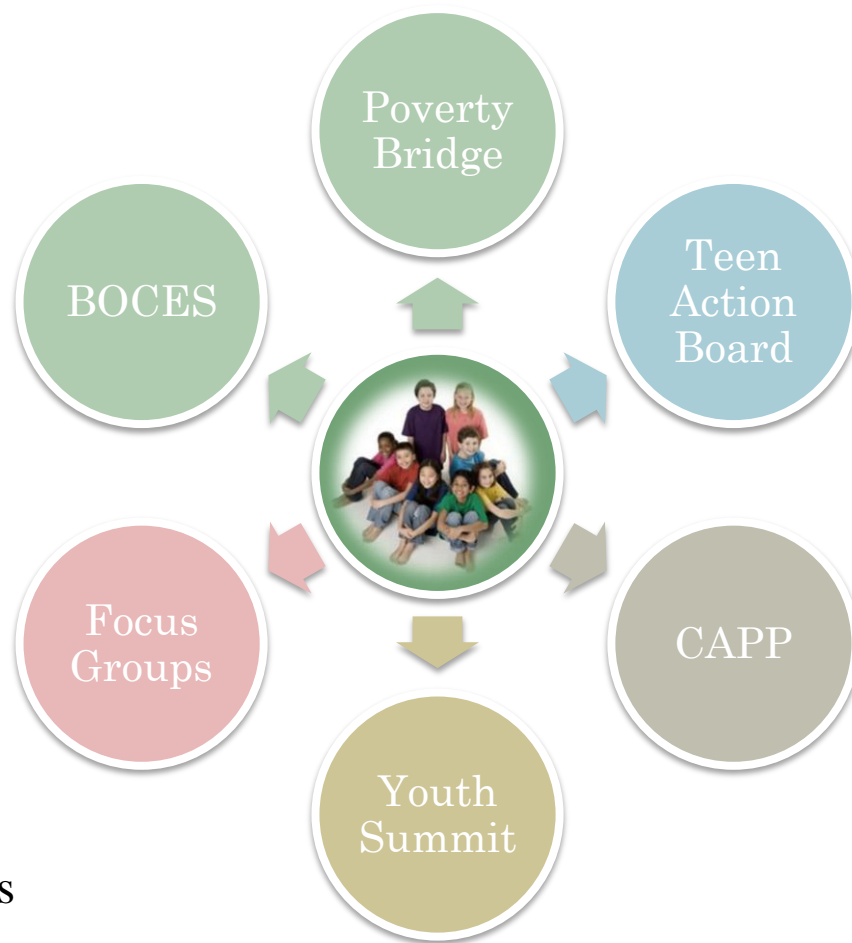 Poverty
Bridge
Teen
Action
Board
CAPP
Youth
Summit
Focus
Groups
BOCES
s